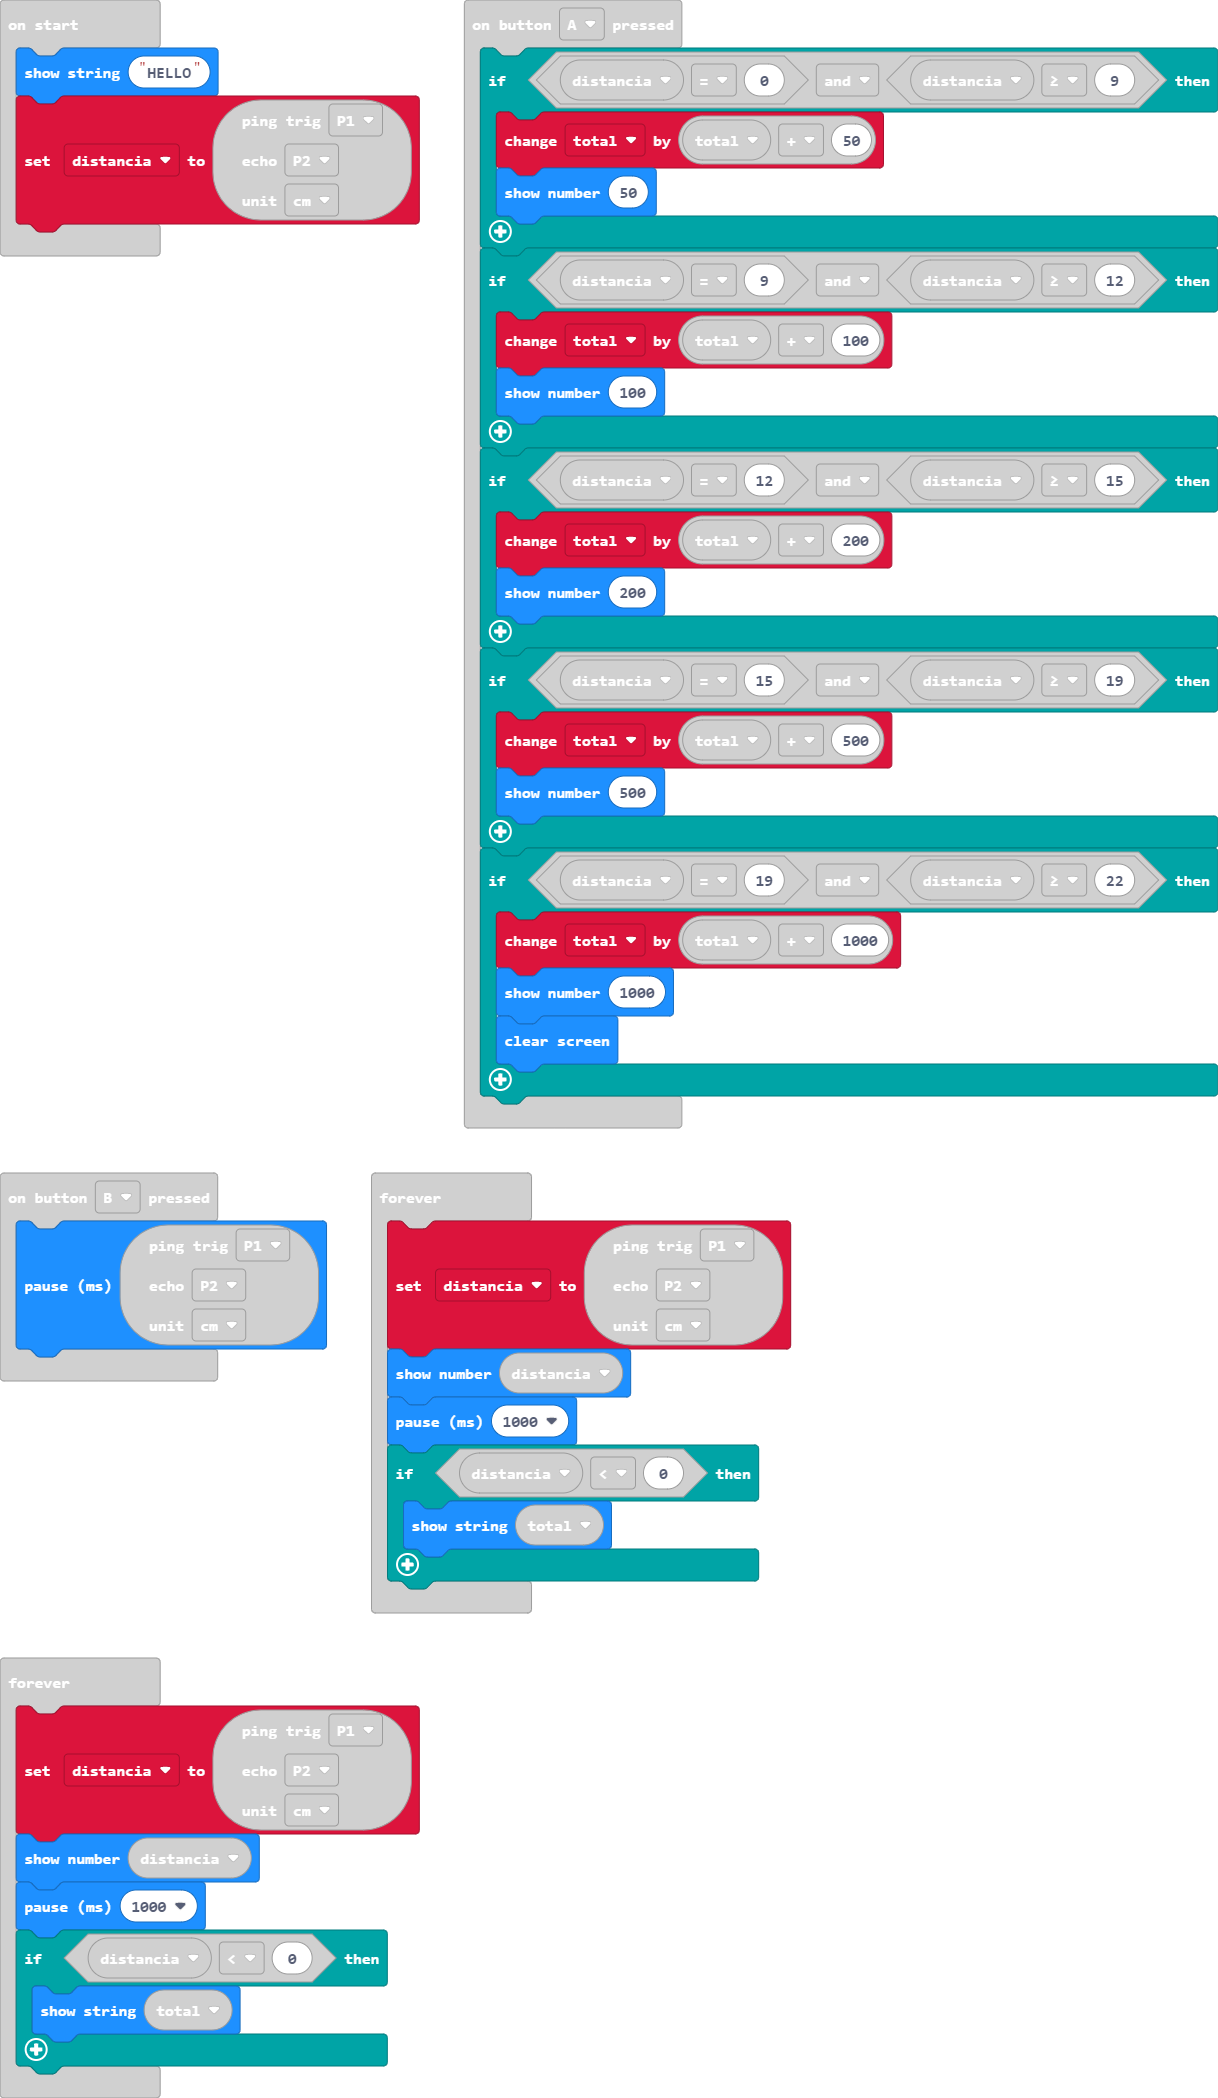 on start
show string "HELLO"
set distancia to ping trig P1
echo P2
unit cm
on button A pressed
if distancia = 0 and distancia ≥ 9 then
change total by total + 50
show number 50
if distancia = 9 and distancia ≥ 12 then
change total by total + 100
show number 100
if distancia = 12 and distancia ≥ 15 then
change total by total + 200
show number 200
if distancia = 15 and distancia ≥ 19 then
change total by total + 500
show number 500
if distancia = 19 and distancia ≥ 22 then
change total by total + 1000
show number 1000
clear screen
on button B pressed
pause (ms) ping trig P1
echo P2
unit cm
forever
set distancia to ping trig P1
echo P2
unit cm
show number distancia
pause (ms) 1000
if distancia < 0 then
show string total
forever
set distancia to ping trig P1
echo P2
unit cm
show number distancia
pause (ms) 1000
if distancia < 0 then
show string total